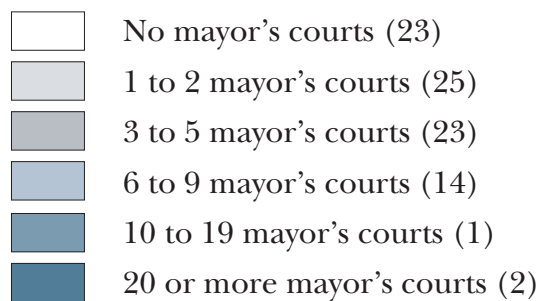 No mayor’s courts (23)
1 to 2 mayor’s courts (25)
3 to 5 mayor’s courts (23)
6 to 9 mayor’s courts (14)
10 to 19 mayor’s courts (1)
20 or more mayor’s courts (2)